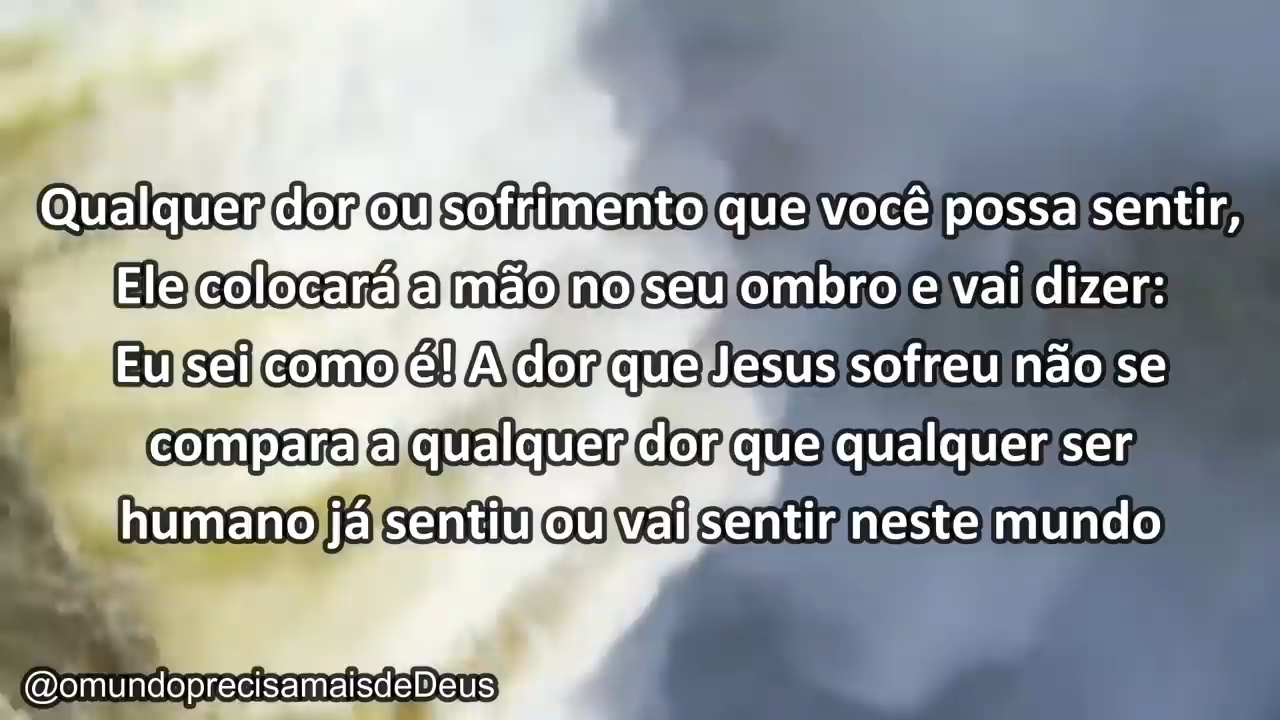 Qualquer dor ou sofrimento que você possa sentir,
Ele colocará a mão no seu ombro e vai dizer:
Eu sei como é! A dor que Jesus sofreu não se
compara a qualquer dor que qualquer ser
humano já sentiu ou vai sentir neste mundo
@omundoprecisamaisdeDeus